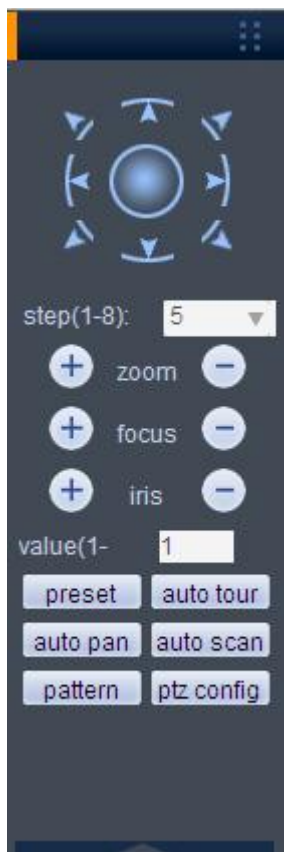 step(1-8): 5
+ zoom −
+ focus −
+ iris −
value(1- 1
preset auto tour
auto pan auto scan
pattern ptz config